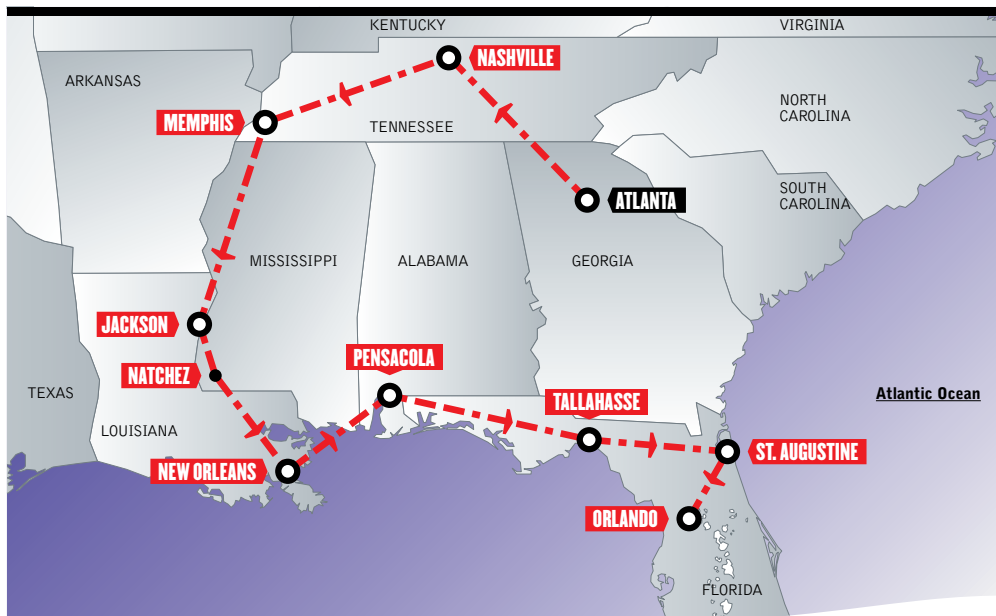 KENTUCKY
VIRGINIA
NASHVILLE
ARKANSAS
NORTH
CAROLINA
MEMPHIS
TENNESSEE
SOUTH
CAROLINA
ATLANTA
MISSISSIPPI
ALABAMA
GEORGIA
JACKSON
PENSACOLA
NATCHEZ
TEXAS
Atlantic Ocean
TALLAHASSE
LOUISIANA
ST. AUGUSTINE
NEW ORLEANS
ORLANDO
FLORIDA